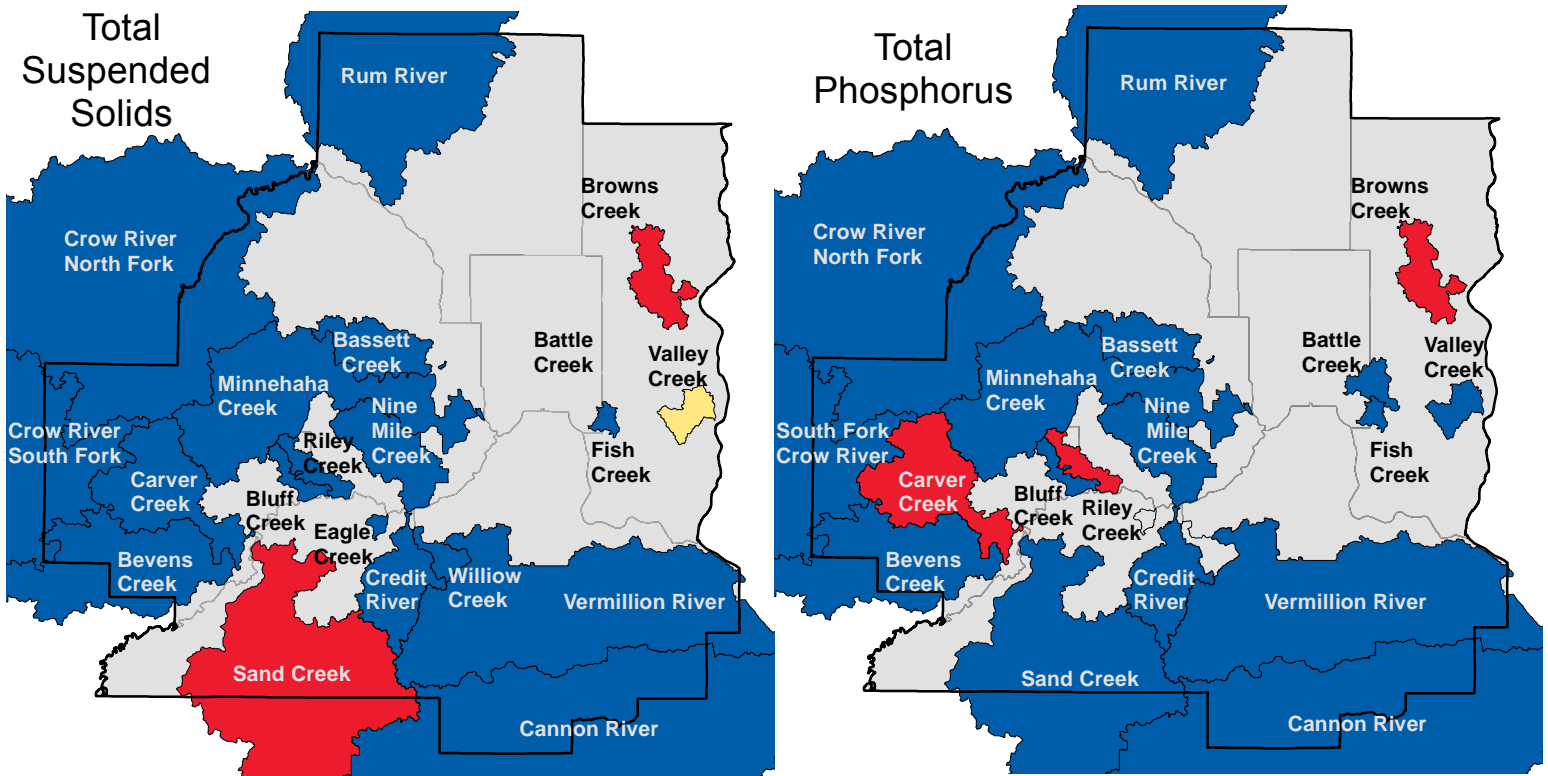 Total
Suspended
Solids
Rum River
Browns
Creek
Crow River
North Fork
Bassett
Creek
Battle
Creek
Valley
Creek
Minnehaha
Creek
Nine
Mile
Creek
Crow River
South Fork
Riley
Creek
Fish
Creek
Carver
Creek
Bluff
Creek
Eagle
Creek
Bevens
Creek
Credit
River
Williow
Creek
Vermillion River
Sand Creek
Cannon River
Total
Phosphorus
Rum River
Browns
Creek
Crow River
North Fork
Bassett
Creek
Battle
Creek
Valley
Creek
Minnehaha
Creek
Nine
Mile
Creek
South Fork
Crow River
Fish
Creek
Carver
Creek
Bluff
Creek
Riley
Creek
Bevens
Creek
Credit
River
Vermillion River
Sand Creek
Cannon River